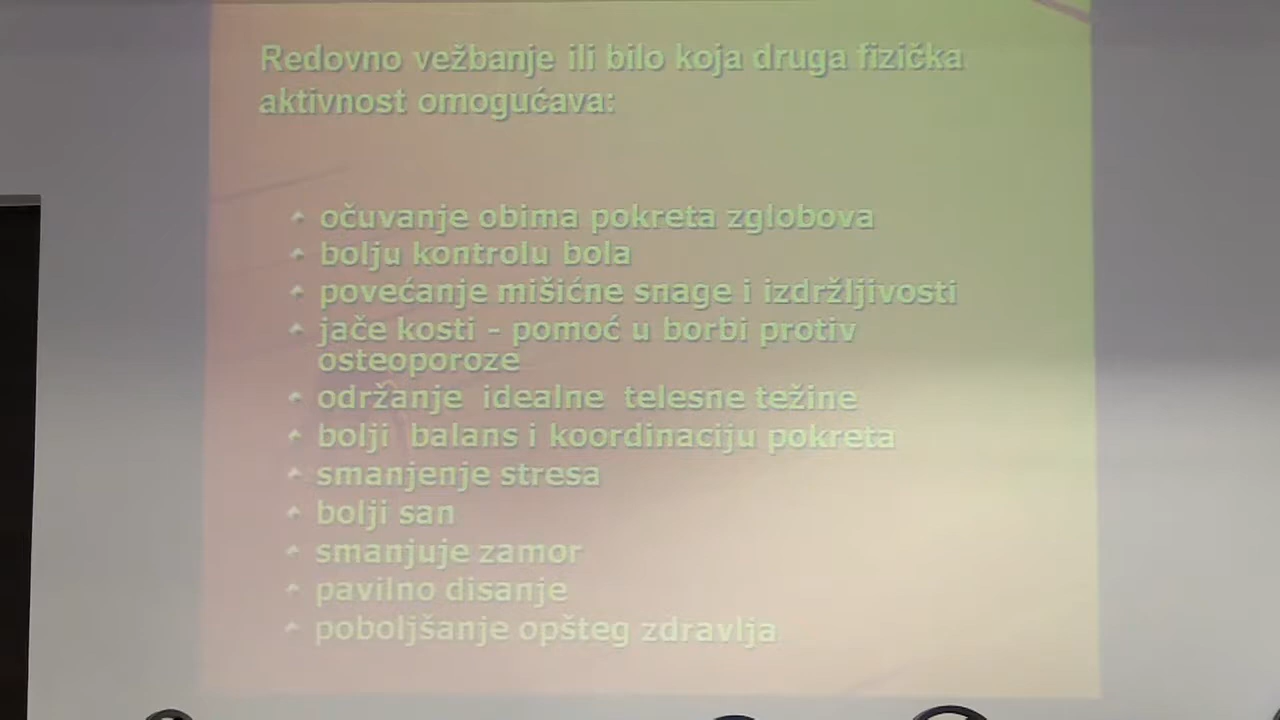 Redovno vežbanje ili bilo koja druga fizička
aktivnost omogućava:
očuvanje obima pokreta zglobova
bolju kontrolu bola
povećanje mišićne snage i izdržljivosti
jače kosti - pomoć u borbi protiv
osteoporoze
održanje idealne telesne težine
bolji balans i koordinaciju pokreta
smanjenje stresa
bolji san
smanjuje zamor
pavilno disanje
poboljšanje opšteg zdravlja